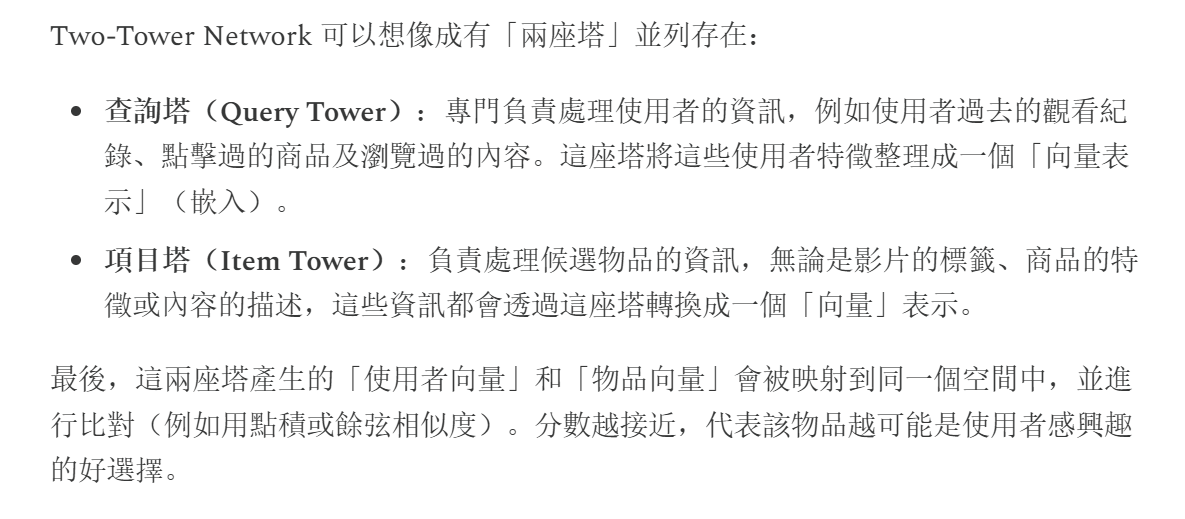 Two-Tower Network 可以想像成有「兩座塔」並列存在：
• 查詢塔（Query Tower）：專門負責處理使用者的資訊，例如使用者過去的觀看紀
錄、點擊過的商品及瀏覽過的內容。這座塔將這些使用者特徵整理成一個「向量表
示」（嵌入）。
• 項目塔（Item Tower）：負責處理候選物品的資訊，無論是影片的標籤、商品的特
徵或內容的描述，這些資訊都會透過這座塔轉換成一個「向量」表示。
最後，這兩座塔產生的「使用者向量」和「物品向量」會被映射到同一個空間中，並進
行比對（例如用點積或餘弦相似度）。分數越接近，代表該物品越可能是使用者感興趣
的好選擇。